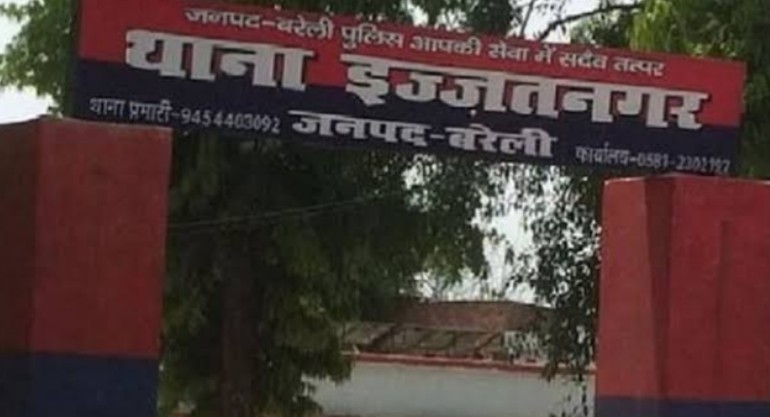 जनपद-बरेली पुलिस आपकी सेवा में सदैव तत्पर
थाना इज्जतनगर
थाना प्रभारी-9454403092 जनपद-बरेली कार्यालय-0581-2302192